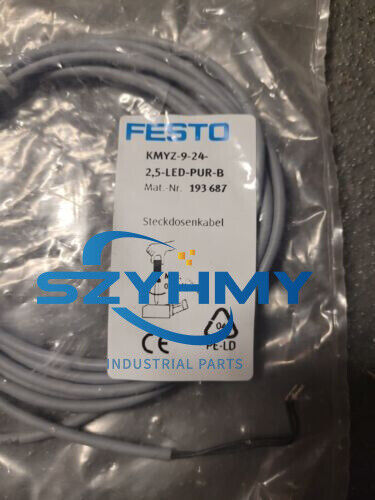 FESTO
KMYZ-9-24-
2,5-LED-PUR-B
Mat.-Nr. 193 687
Steckdosenkabel
SZYHMY
INDUSTRIAL PARTS
CE
04
PE-LD